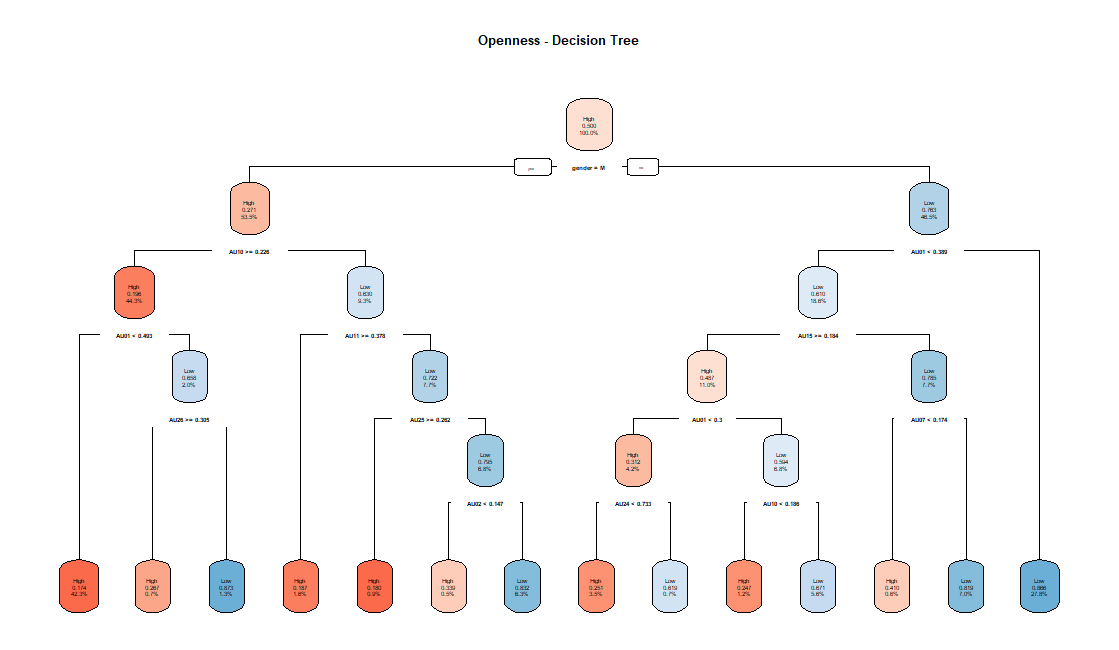 Openness - Decision Tree
High
0.500
100.0%
yes
gender = M
no
High
0.271
53.5%
Low
0.763
46.5%
AU10 >= 0.226
AU01 < 0.389
High
0.196
44.3%
Low
0.630
9.3%
Low
0.610
18.6%
AU01 < 0.493
AU11 >= 0.378
AU15 >= 0.184
Low
0.658
2.0%
Low
0.722
7.7%
High
0.487
11.0%
Low
0.785
7.7%
AU26 >= 0.305
AU25 >= 0.262
AU01 < 0.3
AU07 < 0.174
Low
0.795
6.8%
High
0.312
4.2%
Low
0.594
6.8%
AU02 < 0.147
AU24 < 0.733
AU10 < 0.186
High
0.174
42.3%
High
0.267
0.7%
Low
0.873
1.3%
High
0.187
1.6%
High
0.180
0.9%
High
0.339
0.5%
Low
0.832
6.3%
High
0.251
3.5%
Low
0.619
0.7%
High
0.247
1.2%
Low
0.671
5.6%
High
0.410
0.6%
Low
0.819
7.0%
Low
0.866
27.8%